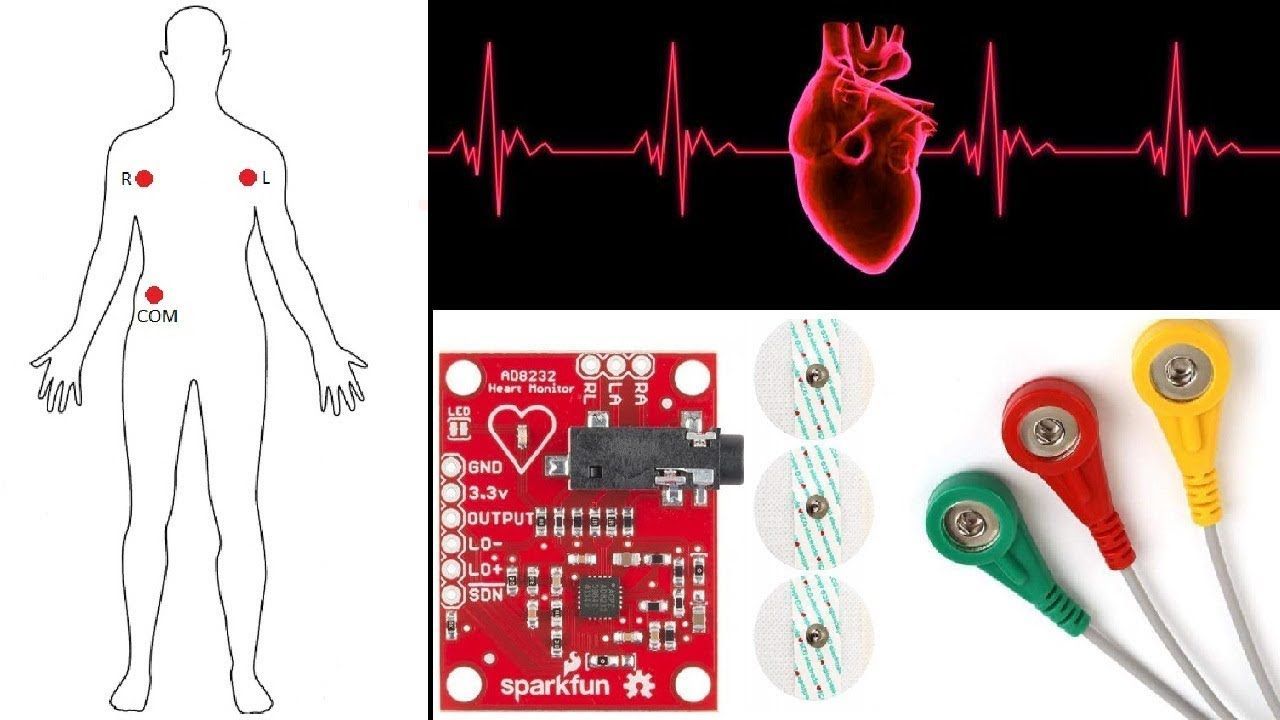 R
L
COM
AD8232
Heart Monitor
RL
LA
RA
LED
GND
3.3v
OUTPUT
LO-
LO+
SDN
sparkfun